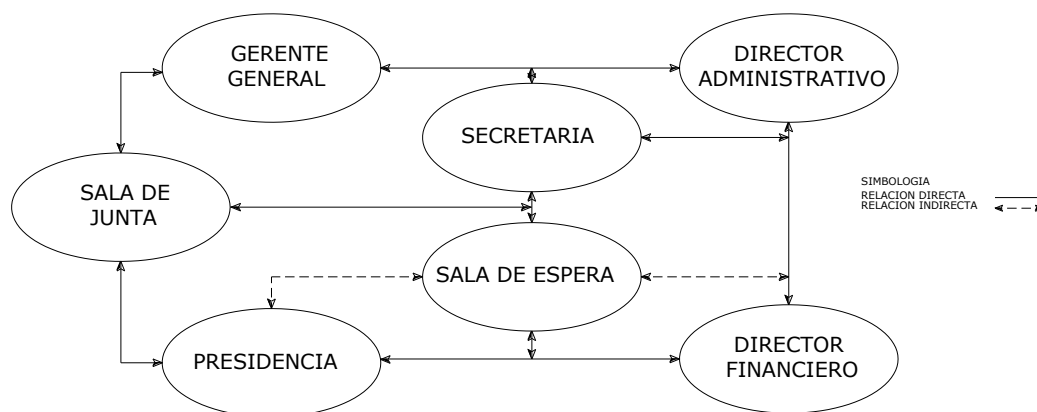 GERENTE
GENERAL
DIRECTOR
ADMINISTRATIVO
SECRETARIA
SALA DE
JUNTA
SIMBOLOGIA
RELACION DIRECTA
RELACION INDIRECTA
SALA DE ESPERA
PRESIDENCIA
DIRECTOR
FINANCIERO